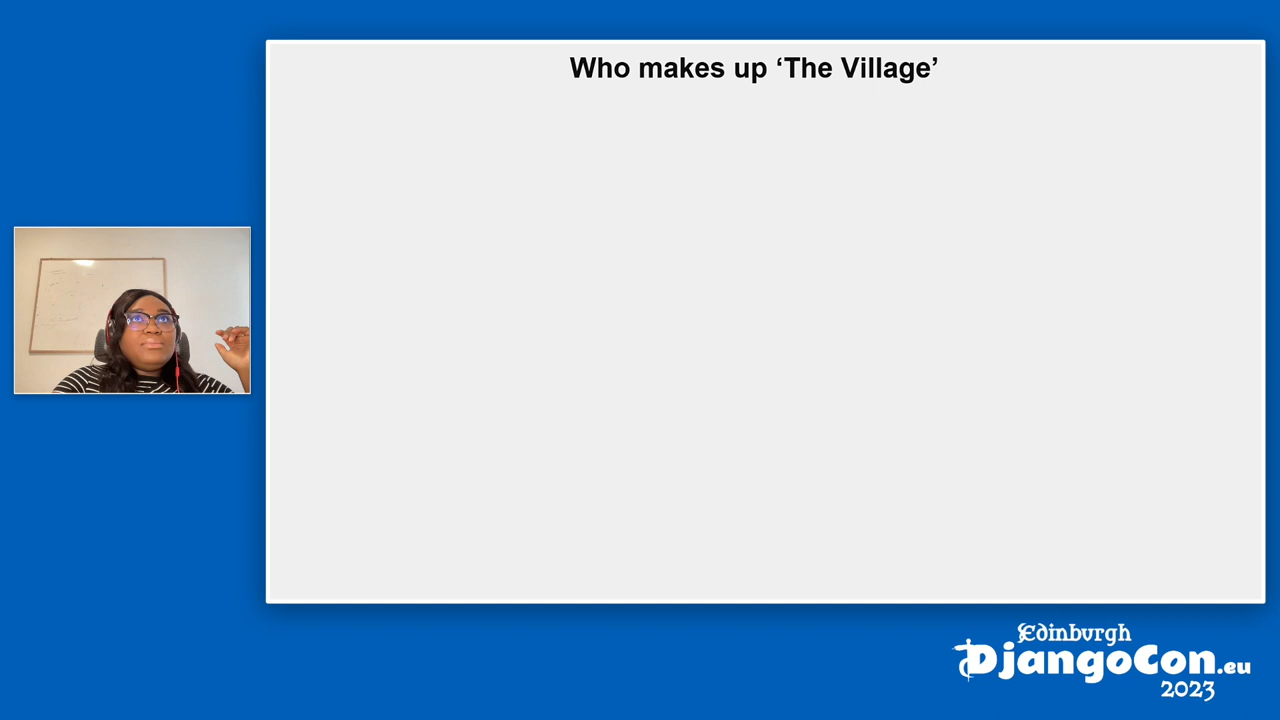 Who makes up ‘The Village’
Edinburgh
DjangoCon.eu
2023